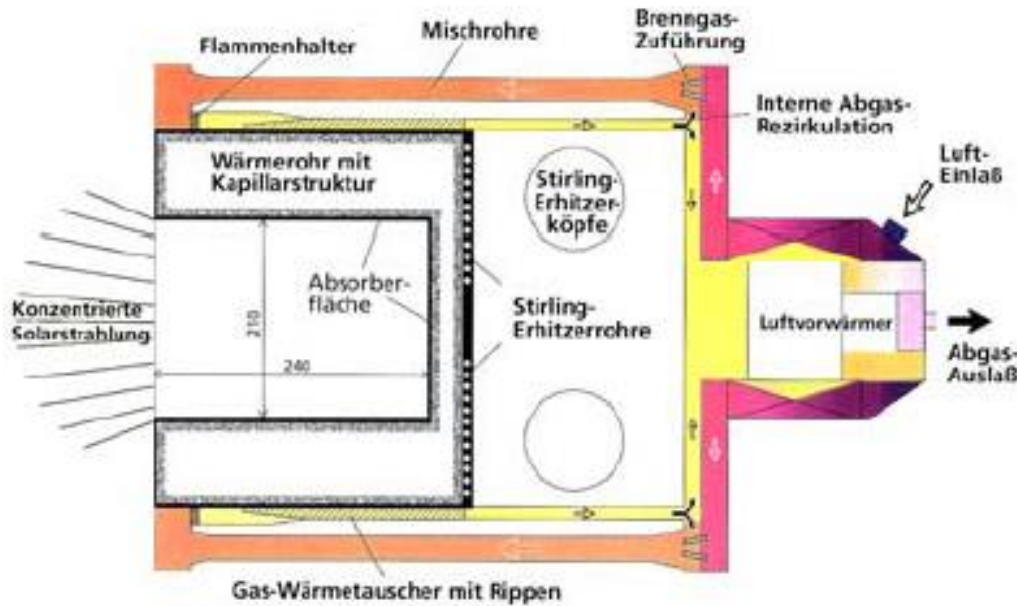 Flammenhalter
Mischrohre
Brenngas-
Zuführung
Interne Abgas-
Rezirkulation
Luft-
Einlaß
Wärmerohr mit
Kapillarstruktur
Stirling-
Erhitzer-
köpfe
Absorber-
fläche
Konzentrierte
Solarstrahlung
210
240
Stirling-
Erhitzerrohre
Luftvorwärmer
Abgas-
Auslaß
Gas-Wärmetauscher mit Rippen